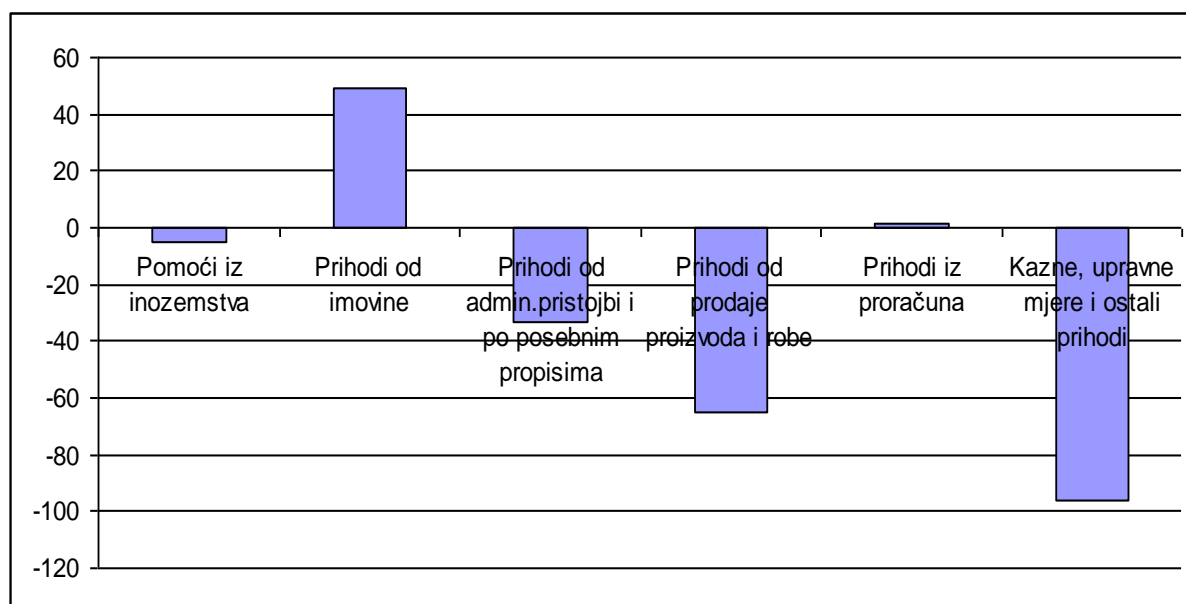 60
40
20
0
-20
-40
-60
-80
-100
-120
Pomoći iz
inozemstva
Prihodi od
imovine
Prihodi od
admin.pristojbi i
po posebnim
propisima
Prihodi od
prodaje
proizvoda i robe
Prihodi iz
proračuna
Kazne, upravne
mjere i ostali
prihodi